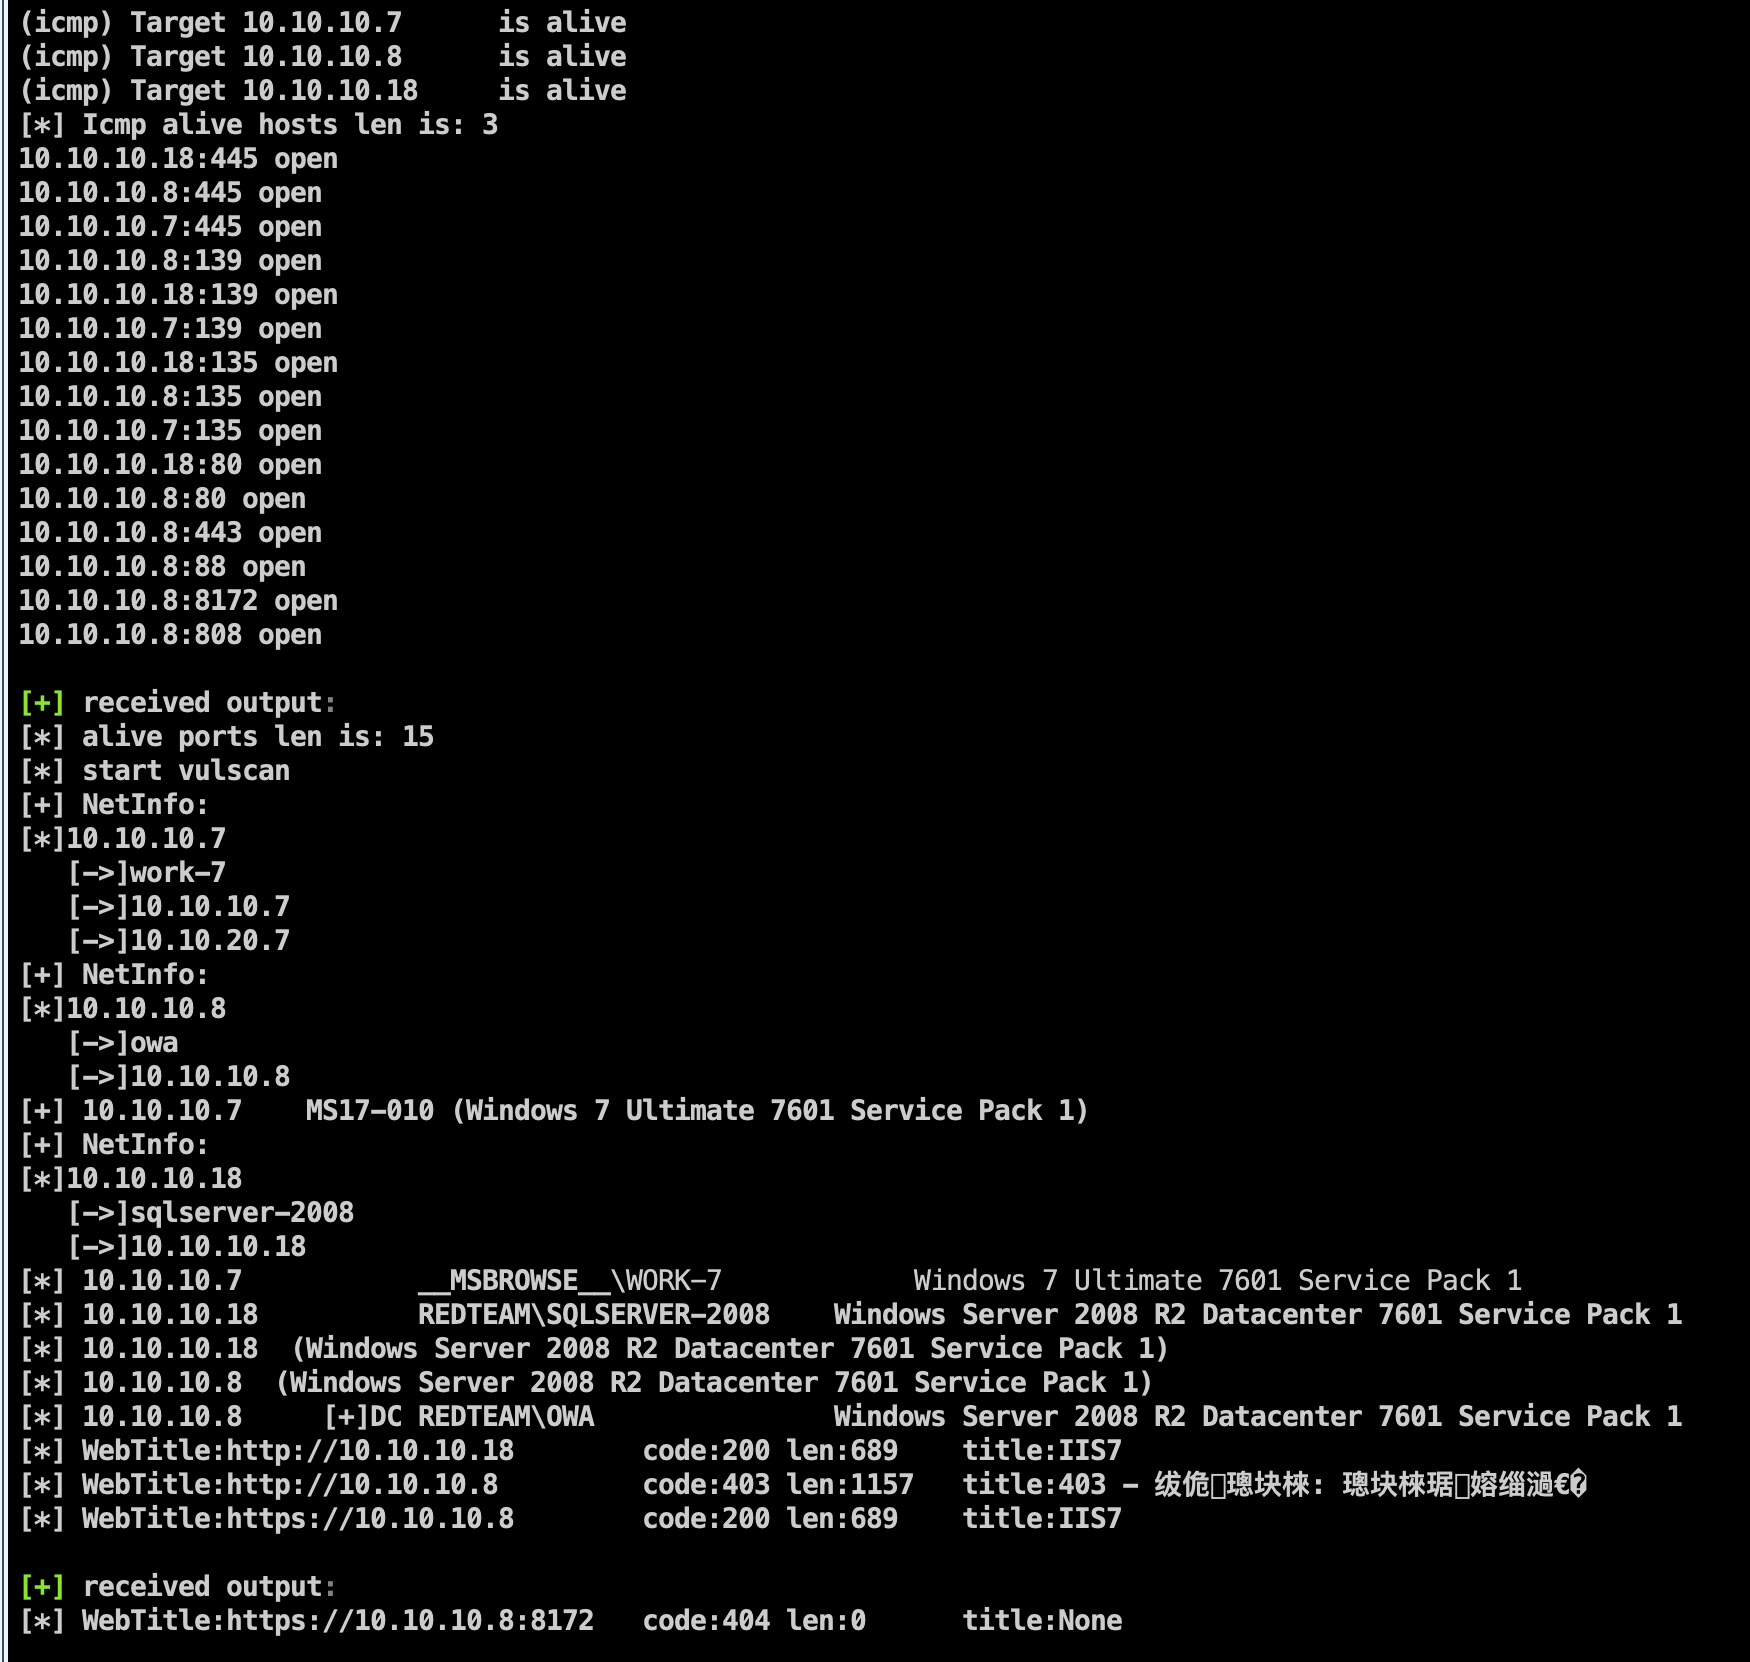 (icmp) Target 10.10.10.7      is alive
(icmp) Target 10.10.10.8      is alive
(icmp) Target 10.10.10.18     is alive
[*] Icmp alive hosts len is: 3
10.10.10.18:445 open
10.10.10.8:445 open
10.10.10.7:445 open
10.10.10.8:139 open
10.10.10.18:139 open
10.10.10.7:139 open
10.10.10.18:135 open
10.10.10.8:135 open
10.10.10.7:135 open
10.10.10.18:80 open
10.10.10.8:80 open
10.10.10.8:443 open
10.10.10.8:88 open
10.10.10.8:8172 open
10.10.10.8:808 open
[+] received output:
[*] alive ports len is: 15
[*] start vulscan
[+] NetInfo:
[*]10.10.10.7
   [->]work-7
   [->]10.10.10.7
   [->]10.10.20.7
[+] NetInfo:
[*]10.10.10.8
   [->]owa
   [->]10.10.10.8
[+] 10.10.10.7    MS17-010 (Windows 7 Ultimate 7601 Service Pack 1)
[+] NetInfo:
[*]10.10.10.18
   [->]sqlserver-2008
   [->]10.10.10.18
[*] 10.10.10.7           __MSBROWSE__\WORK-7            Windows 7 Ultimate 7601 Service Pack 1
[*] 10.10.10.18          REDTEAM\SQLSERVER-2008    Windows Server 2008 R2 Datacenter 7601 Service Pack 1
[*] 10.10.10.18  (Windows Server 2008 R2 Datacenter 7601 Service Pack 1)
[*] 10.10.10.8  (Windows Server 2008 R2 Datacenter 7601 Service Pack 1)
[*] 10.10.10.8     [+]DC REDTEAM\OWA               Windows Server 2008 R2 Datacenter 7601 Service Pack 1
[*] WebTitle:http://10.10.10.18        code:200 len:689    title:IIS7
[*] WebTitle:http://10.10.10.8         code:403 len:1157   title:403 -
[*] WebTitle:https://10.10.10.8        code:200 len:689    title:IIS7
[+] received output:
[*] WebTitle:https://10.10.10.8:8172   code:404 len:0      title:None